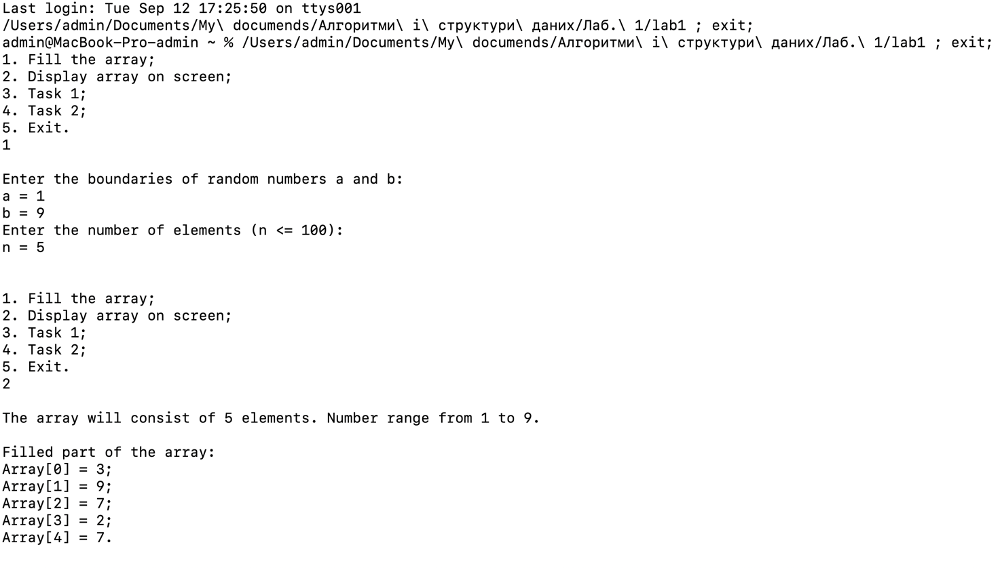 Last login: Tue Sep 12 17:25:50 on ttys001
/Users/admin/Documents/My\ documends/Алгоритми\ і\ структури\ даних/Лаб.\ 1/lab1 ; exit;
admin@MacBook-Pro-admin ~ % /Users/admin/Documents/My\ documends/Алгоритми\ і\ структури\ даних/Лаб.\ 1/lab1 ; exit;
1. Fill the array;
2. Display array on screen;
3. Task 1;
4. Task 2;
5. Exit.
1
Enter the boundaries of random numbers a and b:
a = 1
b = 9
Enter the number of elements (n <= 100):
n = 5
1. Fill the array;
2. Display array on screen;
3. Task 1;
4. Task 2;
5. Exit.
2
The array will consist of 5 elements. Number range from 1 to 9.
Filled part of the array:
Array[0] = 3;
Array[1] = 9;
Array[2] = 7;
Array[3] = 2;
Array[4] = 7.